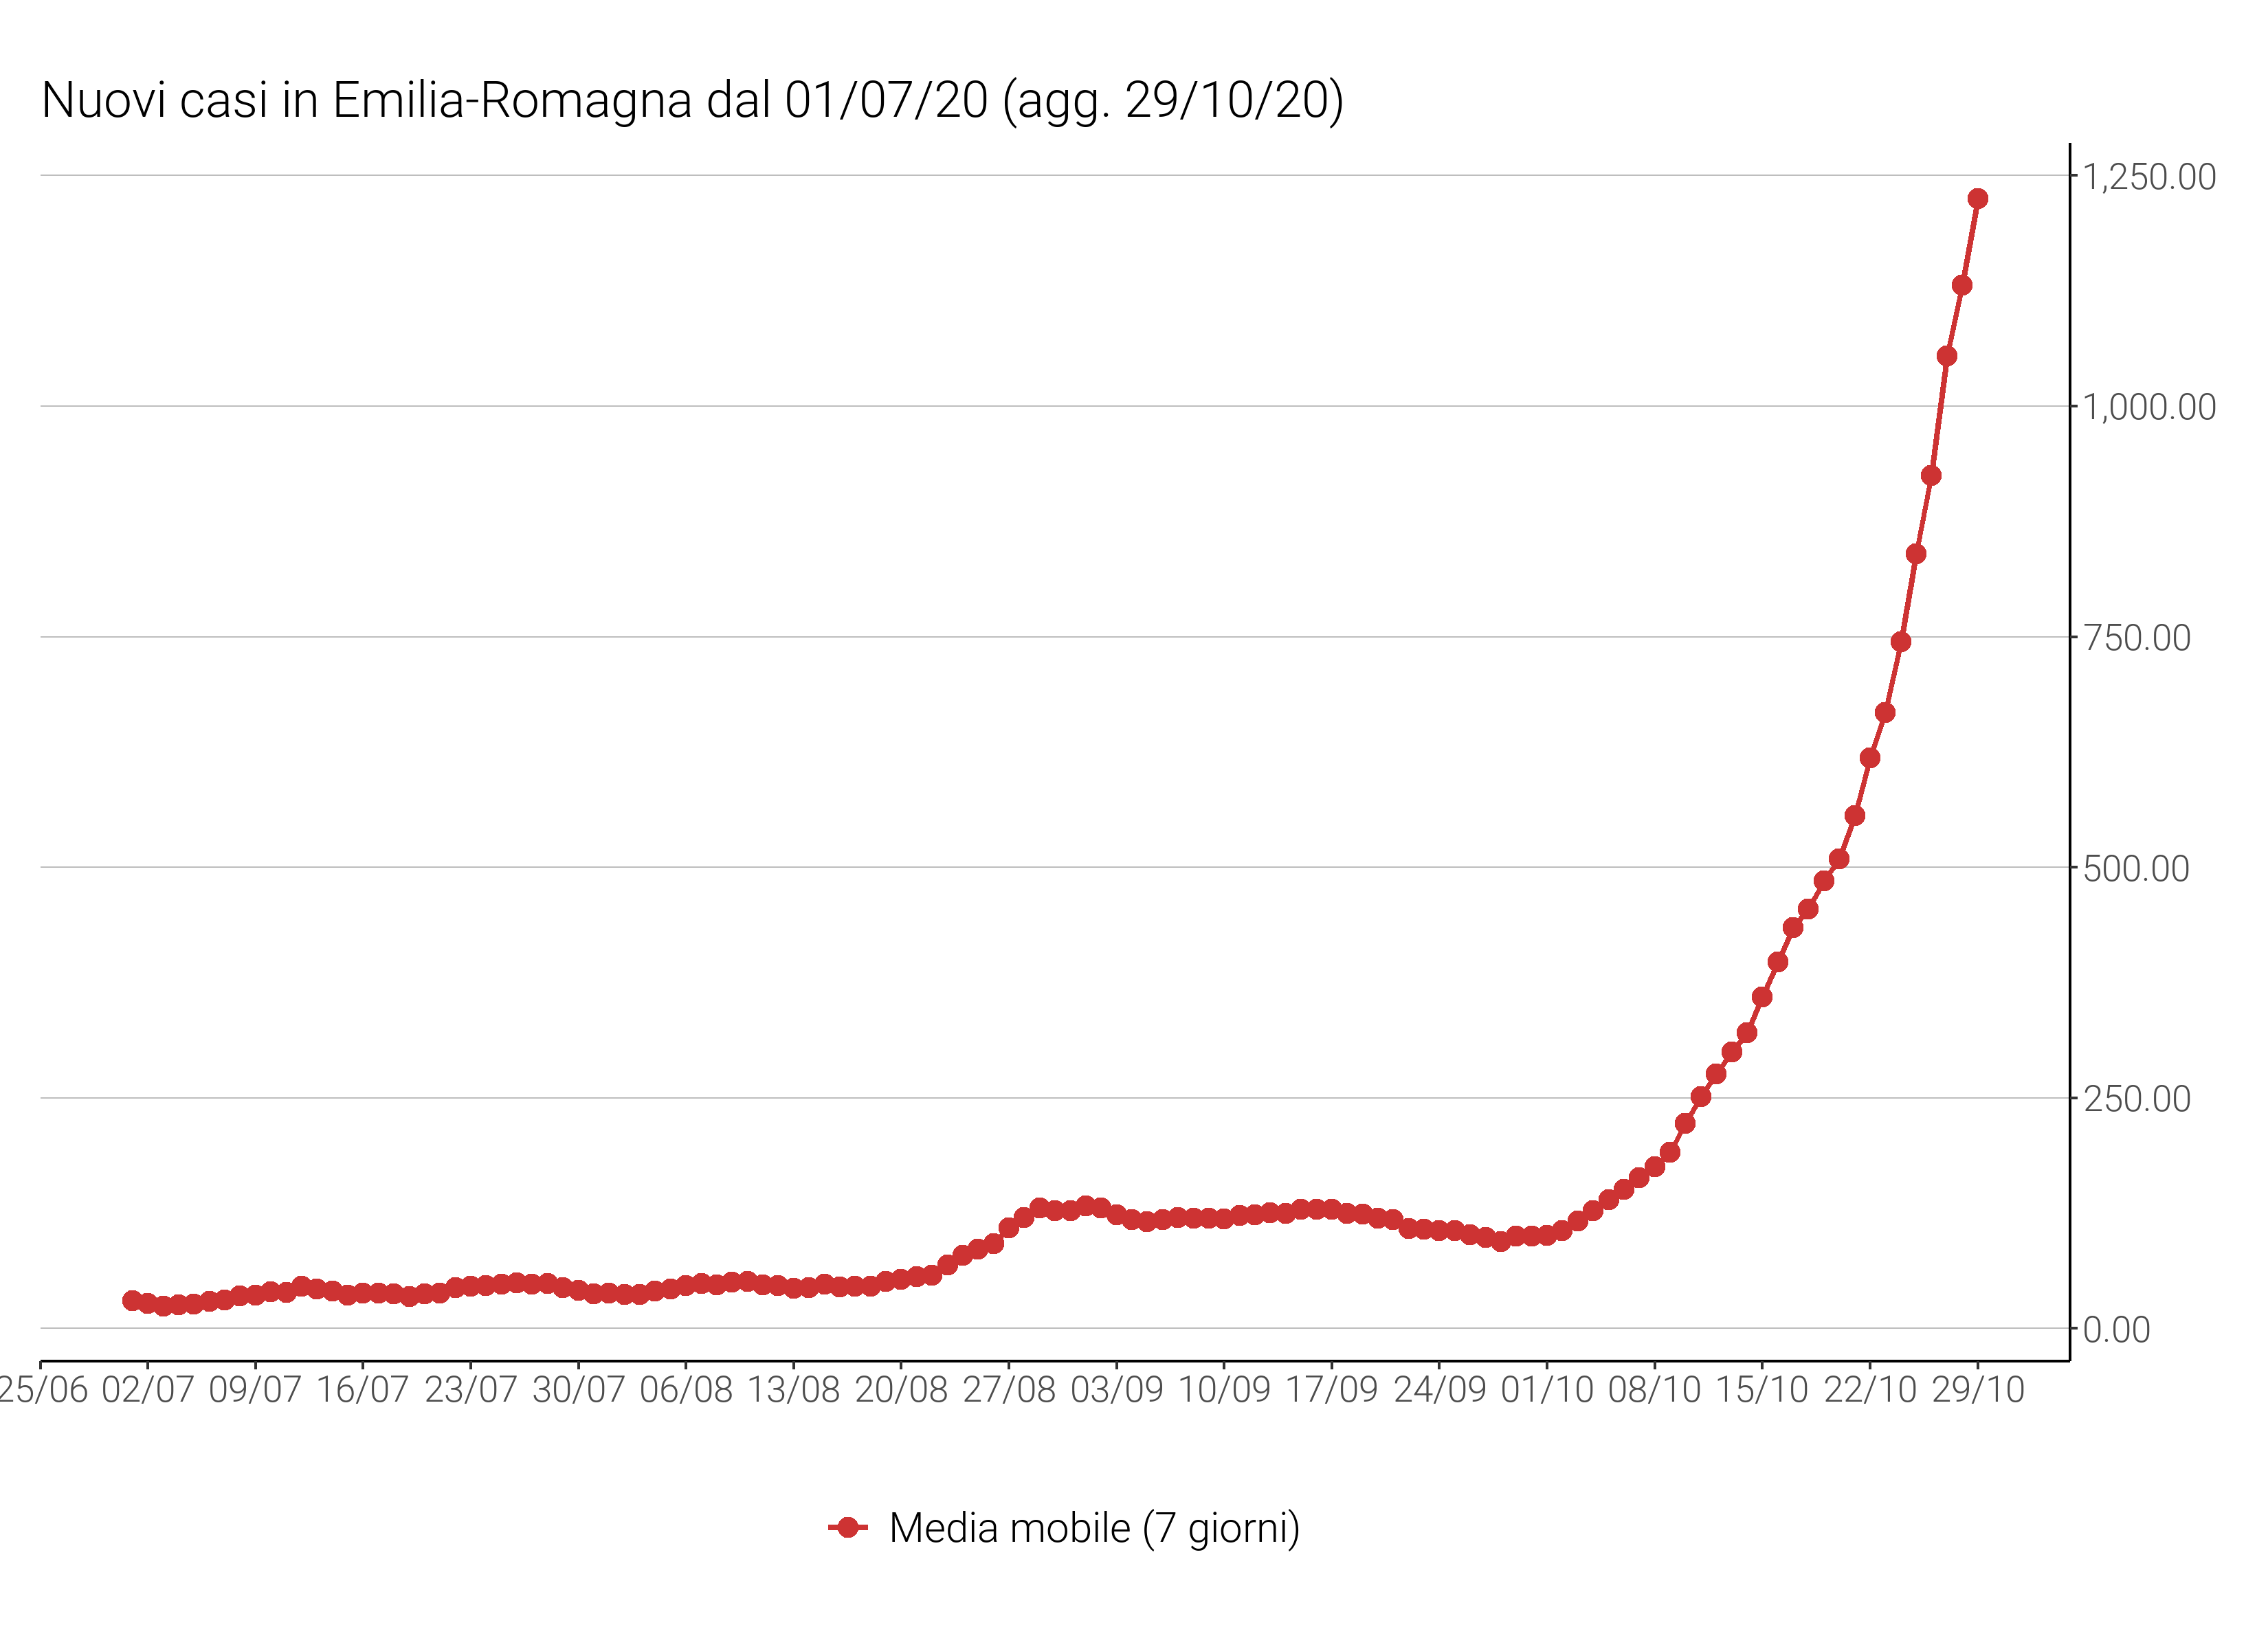 Nuovi casi in Emilia-Romagna dal 01/07/20 (agg. 29/10/20)
1,250.00
1,000.00
750.00
500.00
250.00
0.00
25/06 02/07 09/07 16/07 23/07 30/07 06/08 13/08 20/08 27/08 03/09 10/09 17/09 24/09 01/10 08/10 15/10 22/10 29/10
Media mobile (7 giorni)